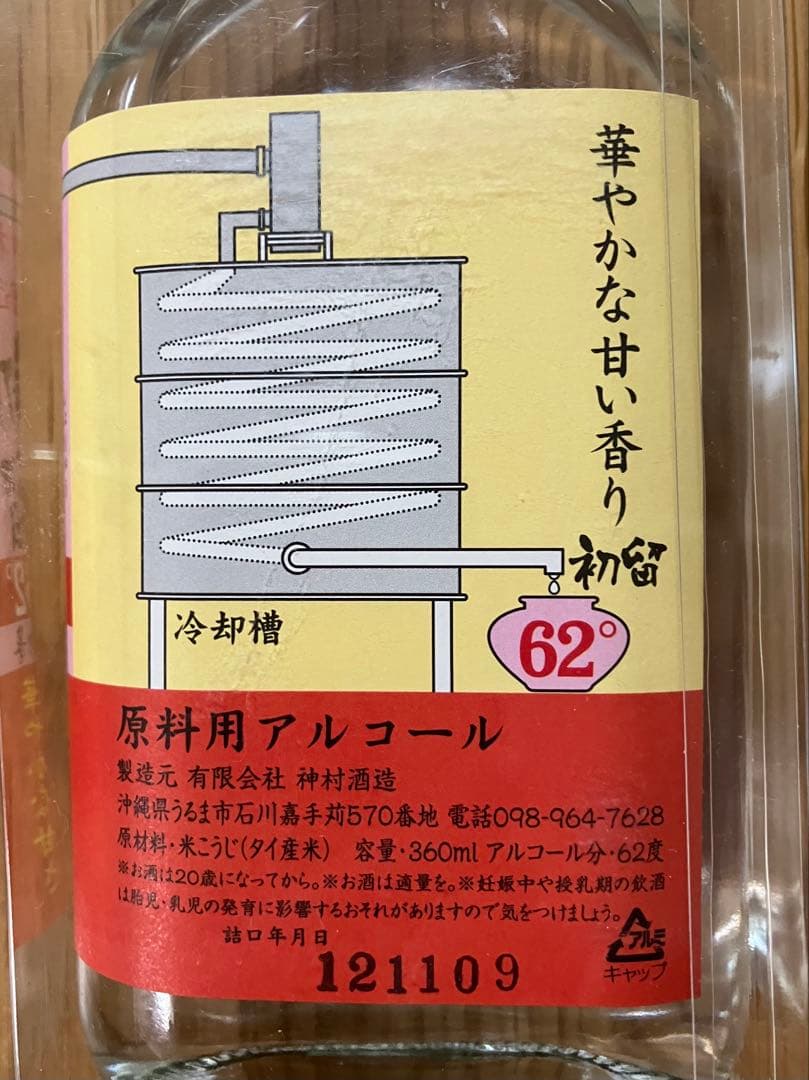 華やかな甘い香り
初留
62°
冷却槽
原料用アルコール
製造元 有限会社 神村酒造
沖縄県うるま市石川嘉手苅570番地 電話098-964-7628
原材料・米こうじ(タイ産米) 容量・360ml アルコール分・62度
※お酒は20歳になってから。※お酒は適量を。※妊娠中や授乳期の飲酒
は胎児・乳児の発育に影響するおそれがありますので気をつけましょう。
詰口年月日
121109
アルミ
キャップ